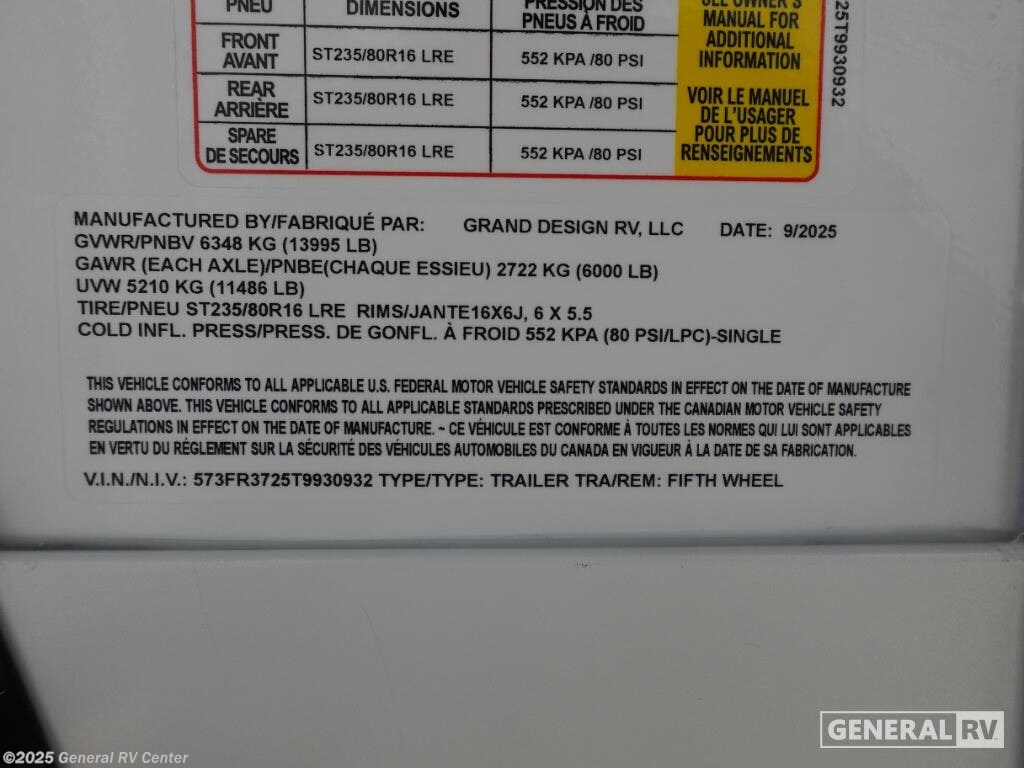 PNEU DIMENSIONS PRESSION DES PNEUS À FROID
SEE OWNER'S
MANUAL FOR
ADDITIONAL
INFORMATION
FRONT
AVANT
ST235/80R16 LRE
552 KPA /80 PSI
REAR
ARRIÈRE
ST235/80R16 LRE
552 KPA /80 PSI
SPARE
DE SECOURS
ST235/80R16 LRE
552 KPA /80 PSI
VOIR LE MANUEL
DE L'USAGER
POUR PLUS DE
RENSEIGNEMENTS
25T9930932
MANUFACTURED BY/FABRIQUÉ PAR: GRAND DESIGN RV, LLC DATE: 9/2025
GVWR/PNBV 6348 KG (13995 LB)
GAWR (EACH AXLE)/PNBE(CHAQUE ESSIEU) 2722 KG (6000 LB)
UVW 5210 KG (11486 LB)
TIRE/PNEU ST235/80R16 LRE RIMS/JANTE16X6J, 6 X 5.5
COLD INFL. PRESS/PRESS. DE GONFL. À FROID 552 KPA (80 PSI/LPC)-SINGLE
THIS VEHICLE CONFORMS TO ALL APPLICABLE U.S. FEDERAL MOTOR VEHICLE SAFETY STANDARDS IN EFFECT ON THE DATE OF MANUFACTURE
SHOWN ABOVE. THIS VEHICLE CONFORMS TO ALL APPLICABLE STANDARDS PRESCRIBED UNDER THE CANADIAN MOTOR VEHICLE SAFETY
REGULATIONS IN EFFECT ON THE DATE OF MANUFACTURE. ~ CE VÉHICULE EST CONFORME À TOUTES LES NORMES QUI LUI SONT APPLICABLES
EN VERTU DU RÉGLEMENT SUR LA SÉCURITÉ DES VÉHICULES AUTOMOBILES DU CANADA EN VIGUEUR À LA DATE DE SA FABRICATION.
V.I.N./N.I.V.: 573FR3725T9930932 TYPE/TYPE: TRAILER TRA/REM: FIFTH WHEEL
GENERAL RV
©2025 General RV Center